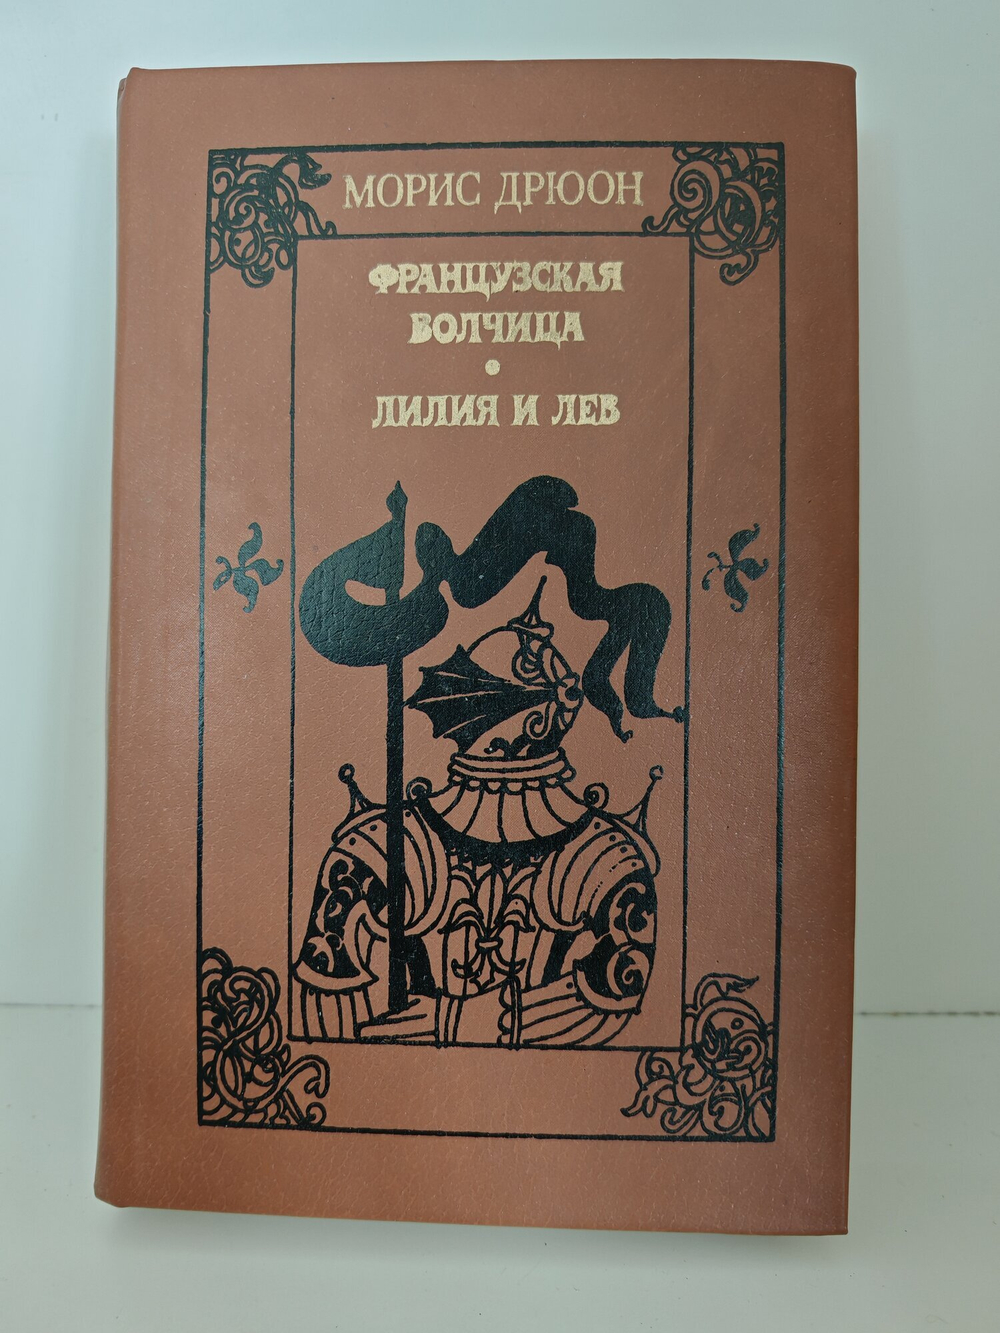 МОРИС ДРЮОН
ФРАНЦУЗСКАЯ
ВОЛЧИЦА
•
ЛИЛИЯ И ЛЕВ